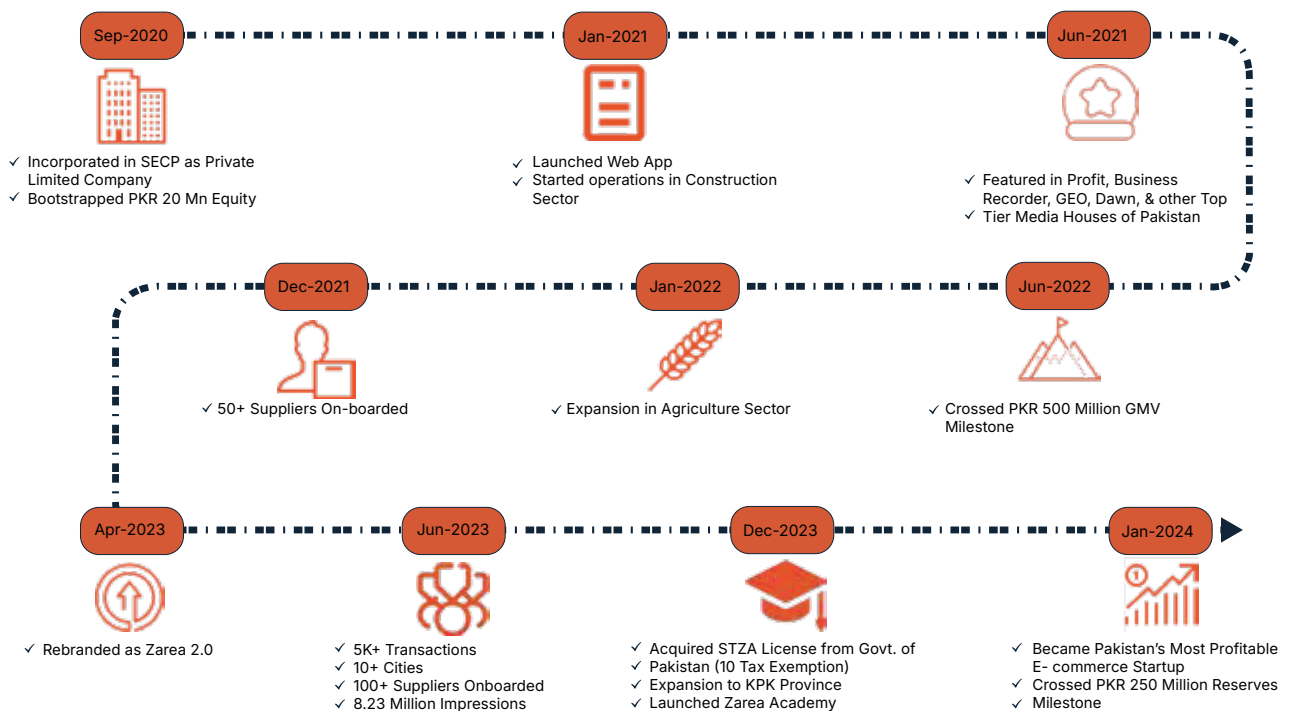 Sep-2020
Jan-2021
Jun-2021
✓ Incorporated in SECP as Private
Limited Company
✓ Bootstrapped PKR 20 Mn Equity
✓ Launched Web App
✓ Started operations in Construction
Sector
✓ Featured in Profit, Business
Recorder, GEO, Dawn, & other Top
✓ Tier Media Houses of Pakistan
Dec-2021
Jan-2022
Jun-2022
✓ 50+ Suppliers On-boarded
✓ Expansion in Agriculture Sector
✓ Crossed PKR 500 Million GMV
Milestone
Apr-2023
Jun-2023
Dec-2023
Jan-2024
1
✓ Rebranded as Zarea 2.0
✓ 5K+ Transactions
✓ 10+ Cities
✓ 100+ Suppliers Onboarded
✓ 8.23 Million Impressions
✓ Acquired STZA License from Govt. of
✓ Pakistan (10 Tax Exemption)
✓ Expansion to KPK Province
✓ Launched Zarea Academy
✓ Became Pakistan’s Most Profitable
E- commerce Startup
✓ Crossed PKR 250 Million Reserves
✓ Milestone